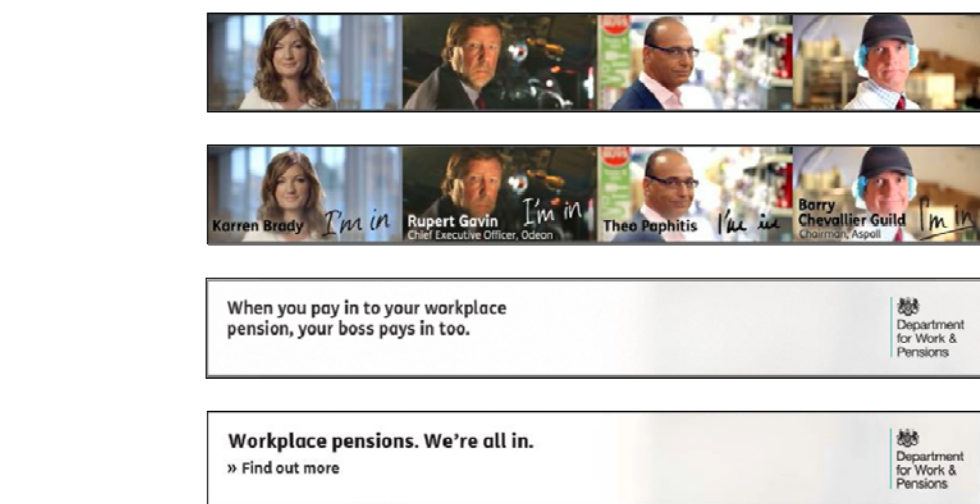 Karren Brady
I'm in
Rupert Gavin
Chief Executive Officer, Odeon
I'm in
Theo Paphitis
I'm in
Barry
Chevallier Guild
Chairman, Aspall
I'm in
When you pay in to your workplace
pension, your boss pays in too.
Department
for Work &
Pensions
Workplace pensions. We're all in.
» Find out more
Department
for Work &
Pensions